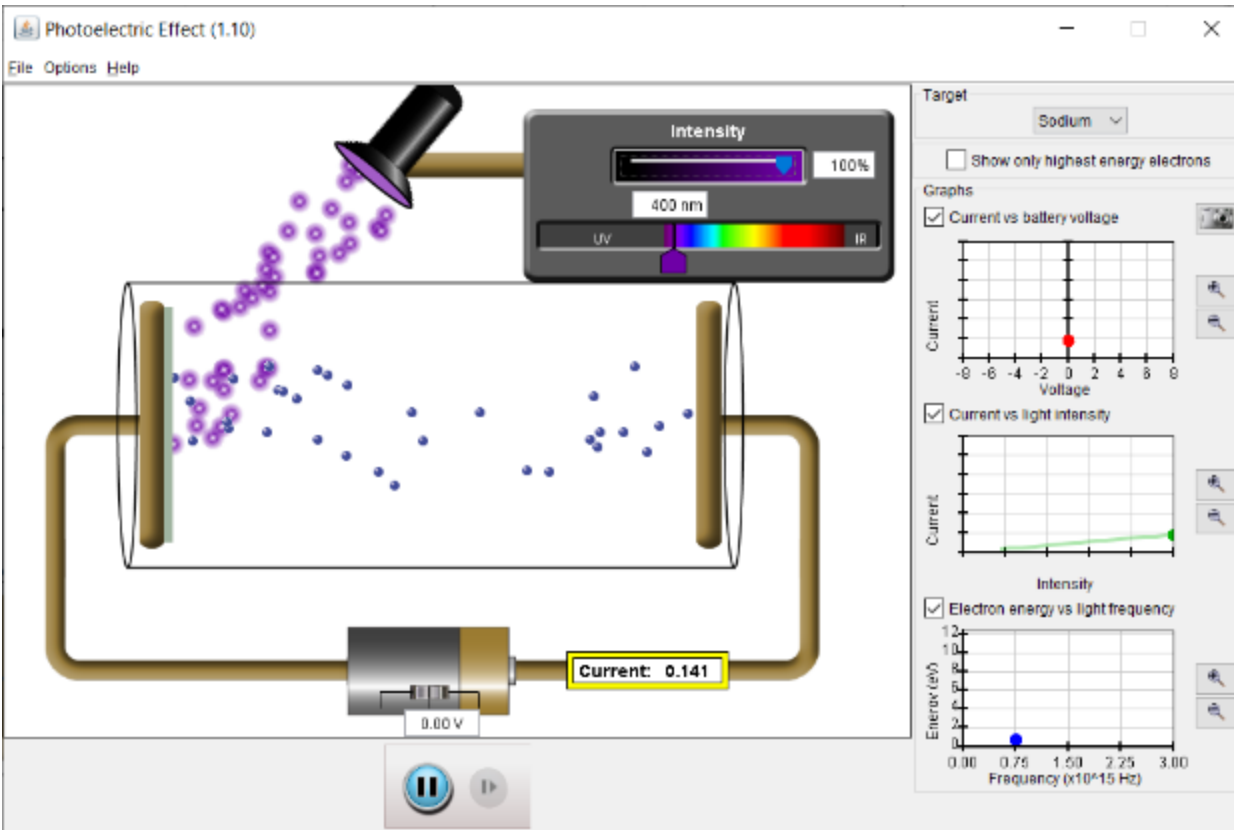 Photoelectric Effect (1.10)
File Options Help
Target
Sodium
Show only highest energy electrons
Graphs
Intensity
100%
400 nm
UV
IR
Current vs battery voltage
Current
-8 -6 -4 -2 0 2 4 6 8
Voltage
Current vs light intensity
Current
Intensity
Electron energy vs light frequency
Energy (eV)
12
10
8
6
4
2
0
0.00 0.75 1.50 2.25 3.00
Frequency (x10^15 Hz)
Current: 0.141
0.00 V